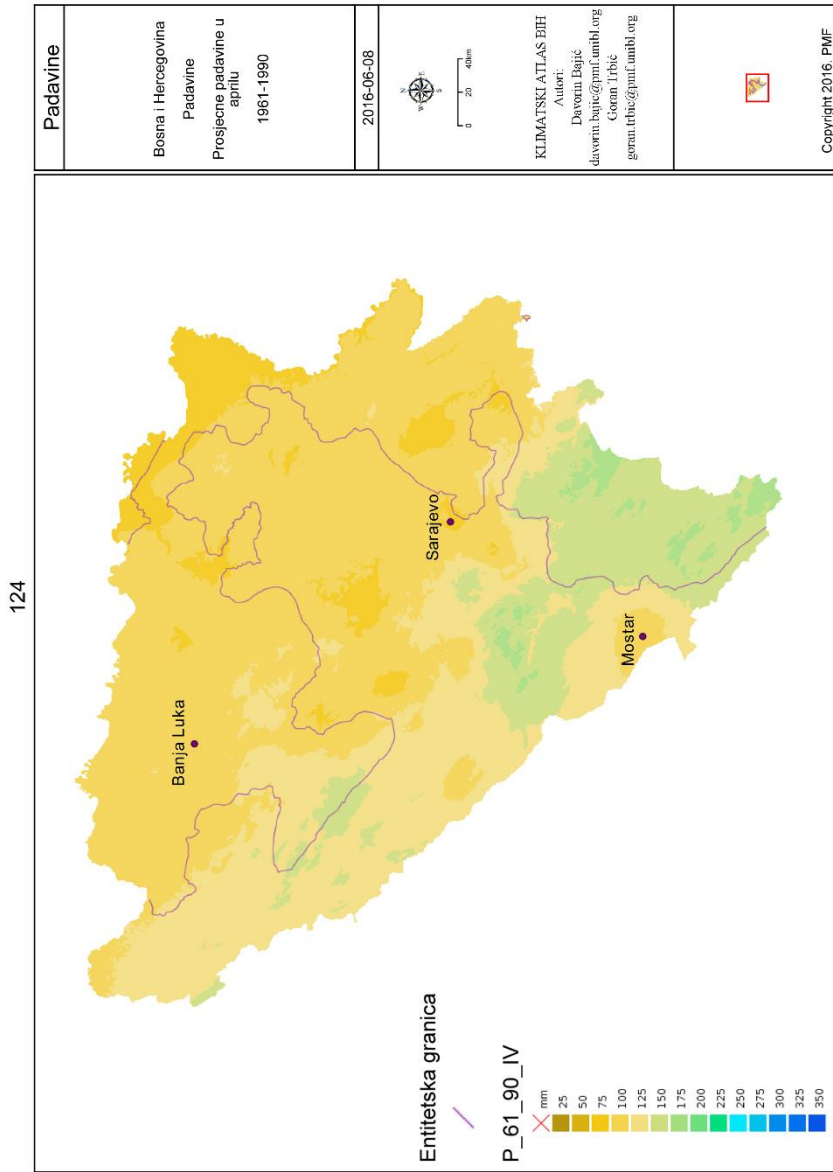 124
Padavine
Bosna i Hercegovina
Padavine
Prosjecne padavine u
aprilu
1961-1990
2016-06-08
N
W
E
S
0 20 40km
KLIMATSKI ATLAS BIH
Autori:
Davorin Bajić
davorin.bajic@pmf.unibl.org
Goran Trbić
goran.trbic@pmf.unibl.org
Copyright 2016. PMF
Banja Luka
Sarajevo
Mostar
Entitetska granica
P_61_90_IV
mm
25
50
75
100
125
150
175
200
225
250
275
300
325
350